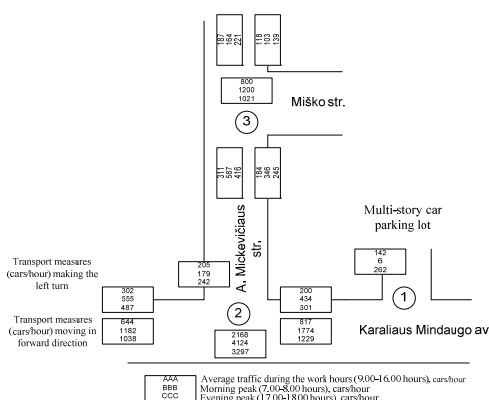 187
164
221
118
103
139
800
1200
1021
Miško str.
3
311
587
416
184
346
245
A. Mickevičiaus
str.
Multi-story car
parking lot
142
6
262
1
Karaliaus Mindaugo av
Transport measures
(cars/hour) making the
left turn
205
179
242
302
555
487
200
434
301
2
Transport measures
(cars/hour) moving in
forward direction
644
1182
1038
817
1774
1229
2168
4124
3297
AAA Average traffic during the work hours (9.00-16.00 hours), cars/hour
BBB Morning peak (7.00-8.00 hours), cars/hour
CCC Evening peak (17.00-18.00 hours), cars/hour